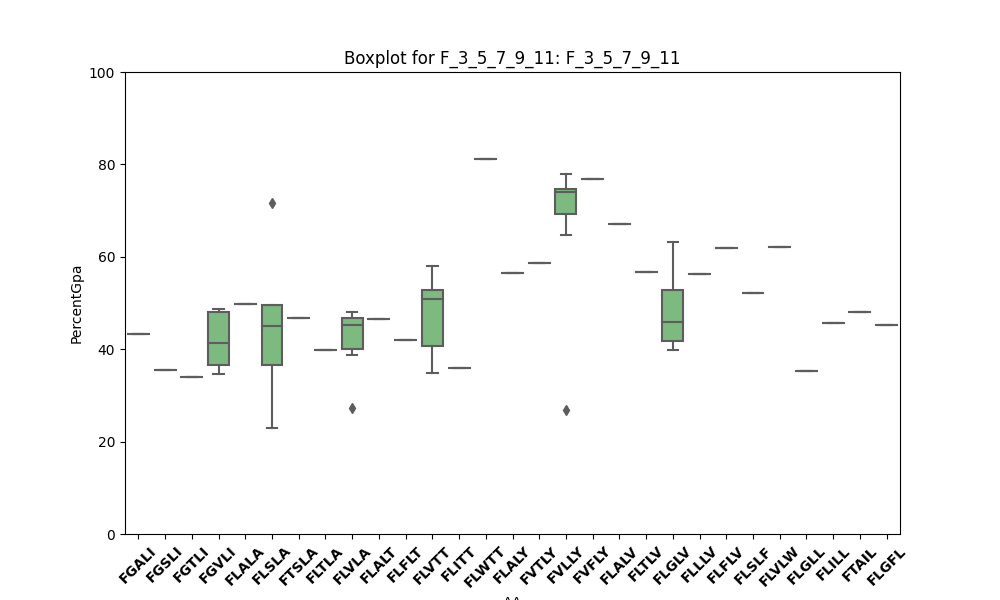 Boxplot for F_3_5_7_9_11: F_3_5_7_9_11
100
80
60
40
20
0
PercentGpa
FGALI FGSLI FGTLI FGVLI FLALA FLSLA FTSLA FLTLA FLVLA FLALT FLFLT FLVTT FLITT FLWTT FLALY FVTLY FVLLY FVFLY FLALV FLTLV FLGLV FLLLV FLFLV FLSLF FLVLW FLGLL FLILL FTAIL FLGFL